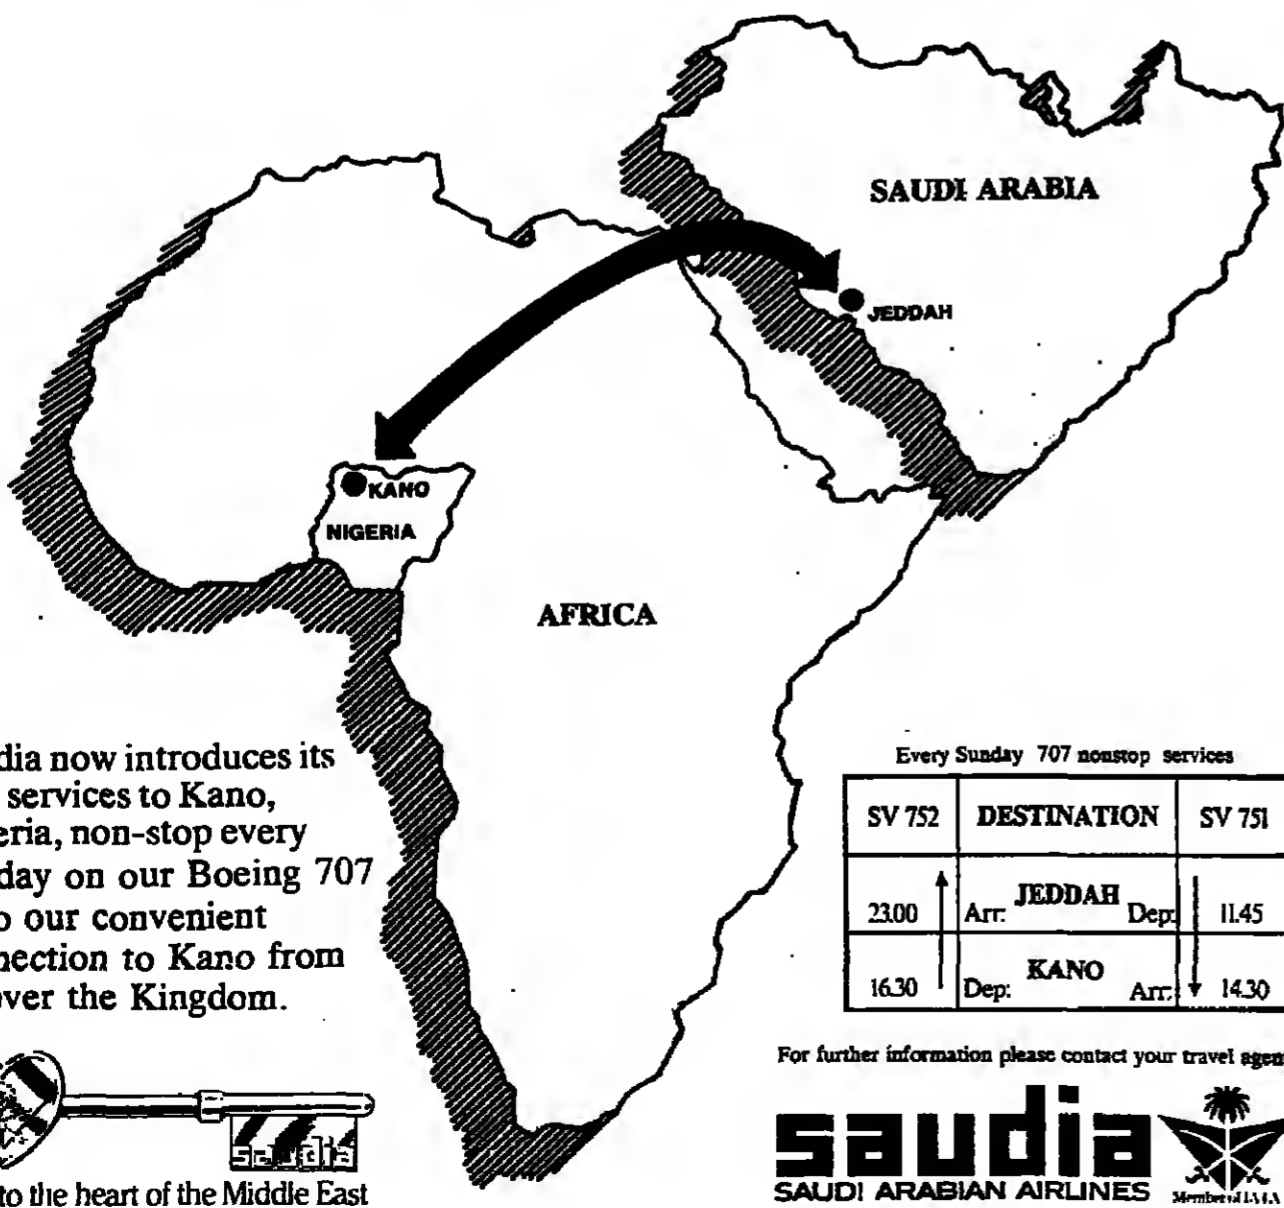 SAUDI ARABIA
JEDDAH
KANO
NIGERIA
AFRICA
dia now introduces its
services to Kano,
eria, non-stop every
day on our Boeing 707
o our convenient
nection to Kano from
over the Kingdom.
saudia
to the heart of the Middle East
Every Sunday 707 nonstop services
SV 752 DESTINATION SV 751
23.00 Arr: JEDDAH Dep: 11.45
16.30 Dep: KANO Arr: 14.30
For further information please contact your travel agen
saudia
SAUDI ARABIAN AIRLINES
Member of I.A.T.A